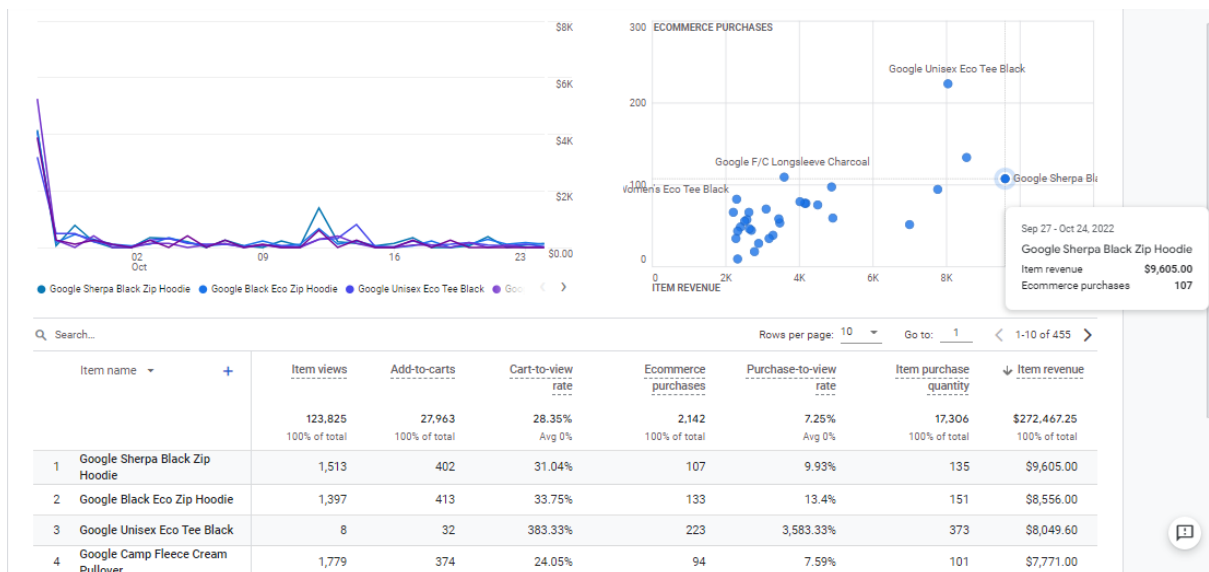 $8K
$6K
$4K
$2K
$0.00
02
Oct
09
16
23
Google Sherpa Black Zip Hoodie
Google Black Eco Zip Hoodie
Google Unisex Eco Tee Black
300
ECOMMERCE PURCHASES
200
100
0
Google Unisex Eco Tee Black
Google F/C Longsleeve Charcoal
Eco Tee Black
Google Sherpa
0
2K
4K
6K
8K
ITEM REVENUE
Sep 27 - Oct 24, 2022
Google Sherpa Black Zip Hoodie
Item revenue $9,605.00
Ecommerce purchases 107
Search...
Rows per page: 10
Go to: 1
1-10 of 455
Item name + Item views Add-to-carts Cart-to-view rate Ecommerce purchases Purchase-to-view rate Item purchase quantity ↓ Item revenue
123,825 27,963 28.35% 2,142 7.25% 17,306 $272,467.25
100% of total 100% of total Avg 0% 100% of total Avg 0% 100% of total 100% of total
1 Google Sherpa Black Zip Hoodie 1,513 402 31.04% 107 9.93% 135 $9,605.00
2 Google Black Eco Zip Hoodie 1,397 413 33.75% 133 13.4% 151 $8,556.00
3 Google Unisex Eco Tee Black 8 32 383.33% 223 3,583.33% 373 $8,049.60
4 Google Camp Fleece Cream Pullover 1,779 374 24.05% 94 7.59% 101 $7,771.00